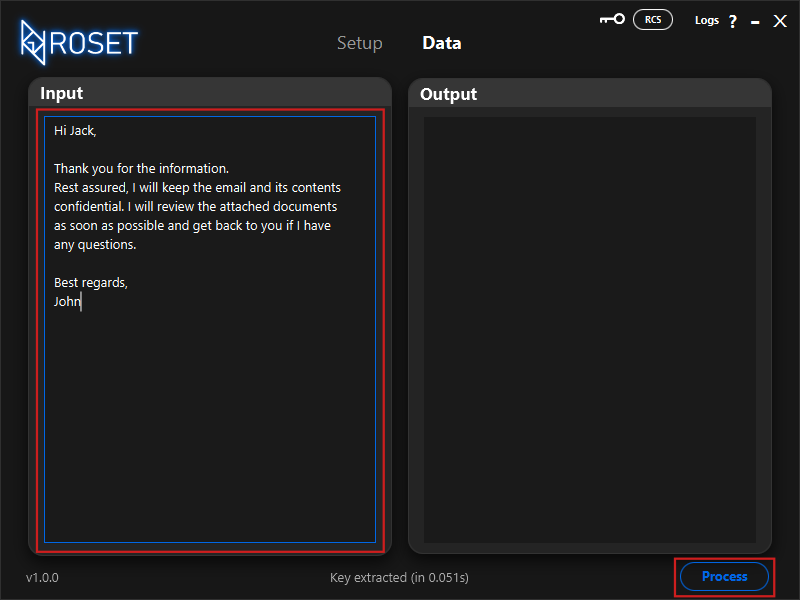 ROSET
Setup
Data
RC5
Logs
?
Input
Output
Hi Jack,
Thank you for the information.
Rest assured, I will keep the email and its contents
confidential. I will review the attached documents
as soon as possible and get back to you if I have
any questions.
Best regards,
John
v1.0.0
Key extracted (in 0.051s)
Process